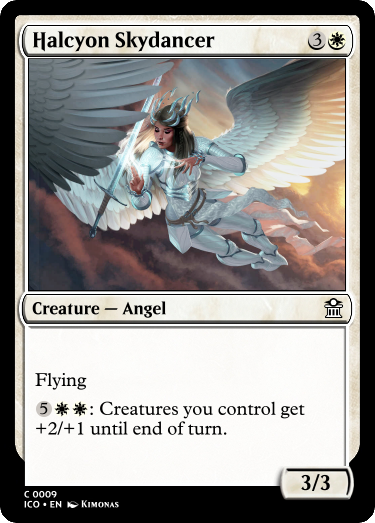 Halcyon Skydancer 3
Creature — Angel
Flying
5: Creatures you control get
+2/+1 until end of turn.
3/3
C 0009
ICO • EN KIMONAS